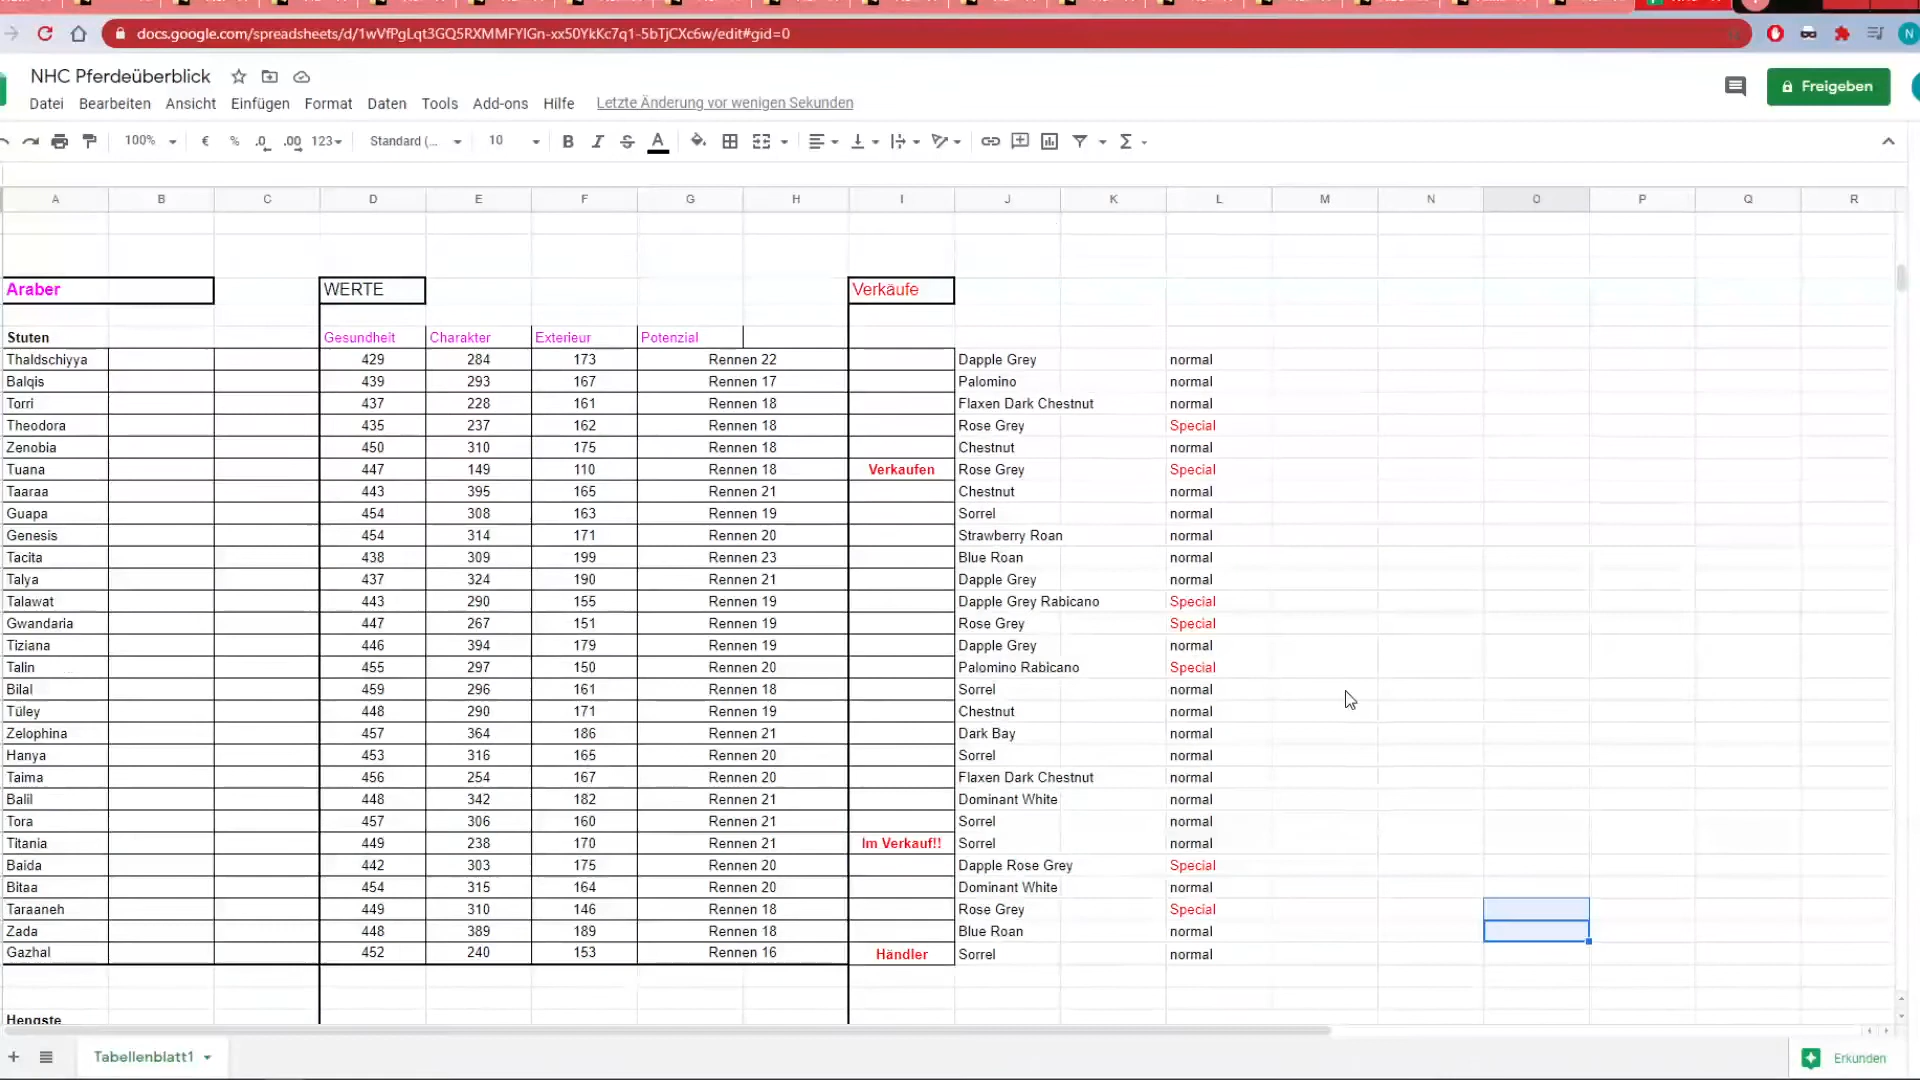 docs.google.com/spreadsheets/d/1wVfPgLqt3GQ5RXMMFYlGn-xx50YkKc7q1-5bTjCXc6w/edit#gid=0
N
NHC Pferdeüberblick
Datei Bearbeiten Ansicht Einfügen Format Daten Tools Add-ons Hilfe Letzte Änderung vor wenigen Sekunden
Freigeben
100% € % .0 .00 123 Standard (... 10 B I S A Σ
A B C D E F G H I J K L M N O P Q R
Araber WERTE Verkäufe
Stuten Gesundheit Charakter Exterieur Potenzial
Thaldschiyya 429 284 173 Rennen 22 Dapple Grey normal
Balqis 439 293 167 Rennen 17 Palomino normal
Torri 437 228 161 Rennen 18 Flaxen Dark Chestnut normal
Theodora 435 237 162 Rennen 18 Rose Grey Special
Zenobia 450 310 175 Rennen 18 Chestnut normal
Tuana 447 149 110 Rennen 18 Verkaufen Rose Grey Special
Taaraa 443 395 165 Rennen 21 Chestnut normal
Guapa 454 308 163 Rennen 19 Sorrel normal
Genesis 454 314 171 Rennen 20 Strawberry Roan normal
Tacita 438 309 199 Rennen 23 Blue Roan normal
Talya 437 324 190 Rennen 21 Dapple Grey normal
Talawat 443 290 155 Rennen 19 Dapple Grey Rabicano Special
Gwandaria 447 267 151 Rennen 19 Rose Grey Special
Tiziana 446 394 179 Rennen 19 Dapple Grey normal
Talin 455 297 150 Rennen 20 Palomino Rabicano Special
Bilal 459 296 161 Rennen 18 Sorrel normal
Tüley 448 290 171 Rennen 19 Chestnut normal
Zelophina 457 364 186 Rennen 21 Dark Bay normal
Hanya 453 316 165 Rennen 20 Sorrel normal
Taima 456 254 167 Rennen 20 Flaxen Dark Chestnut normal
Balil 448 342 182 Rennen 21 Dominant White normal
Tora 457 306 160 Rennen 21 Sorrel normal
Titania 449 238 170 Rennen 21 Im Verkauf!! Sorrel normal
Baida 442 303 175 Rennen 20 Dapple Rose Grey Special
Bitaa 454 315 164 Rennen 20 Dominant White normal
Taraaneh 449 310 146 Rennen 18 Rose Grey Special
Zada 448 389 189 Rennen 18 Blue Roan normal
Gazhal 452 240 153 Rennen 16 Händler Sorrel normal
Hengste
Tabellenblatt1
Erkunden